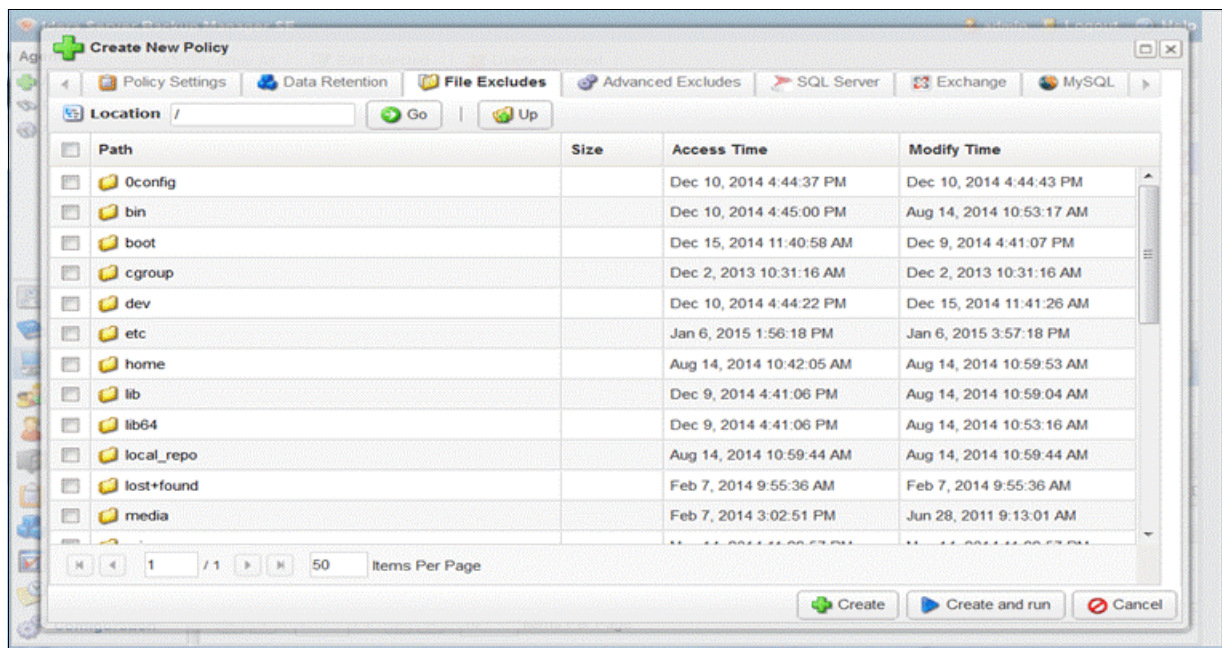 Idera Server Backup Manager SE admin Logout Help
Create New Policy
Policy Settings Data Retention File Excludes Advanced Excludes SQL Server Exchange MySQL
Location / Go | Up
Path Size Access Time Modify Time
0config Dec 10, 2014 4:44:37 PM Dec 10, 2014 4:44:43 PM
bin Dec 10, 2014 4:45:00 PM Aug 14, 2014 10:53:17 AM
boot Dec 15, 2014 11:40:58 AM Dec 9, 2014 4:41:07 PM
cgroup Dec 2, 2013 10:31:16 AM Dec 2, 2013 10:31:16 AM
dev Dec 10, 2014 4:44:22 PM Dec 15, 2014 11:41:26 AM
etc Jan 6, 2015 1:56:18 PM Jan 6, 2015 3:57:18 PM
home Aug 14, 2014 10:42:05 AM Aug 14, 2014 10:59:53 AM
lib Dec 9, 2014 4:41:06 PM Aug 14, 2014 10:59:04 AM
lib64 Dec 9, 2014 4:41:06 PM Aug 14, 2014 10:53:16 AM
local_repo Aug 14, 2014 10:59:44 AM Aug 14, 2014 10:59:44 AM
lost+found Feb 7, 2014 9:55:36 AM Feb 7, 2014 9:55:36 AM
media Feb 7, 2014 3:02:51 PM Jun 28, 2011 9:13:01 AM
1 / 1 50 Items Per Page
Create Create and run Cancel
Configuration